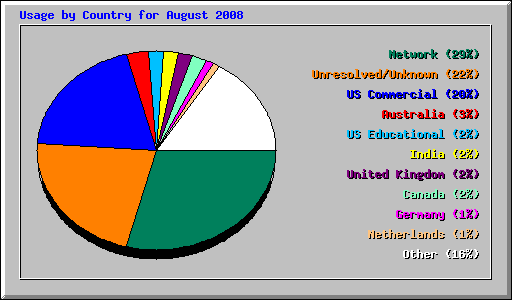 Usage by Country for August 2008
Network (29%)
Unresolved/Unknown (22%)
US Commercial (20%)
Australia (3%)
US Educational (2%)
India (2%)
United Kingdom (2%)
Canada (2%)
Germany (1%)
Netherlands (1%)
Other (16%)